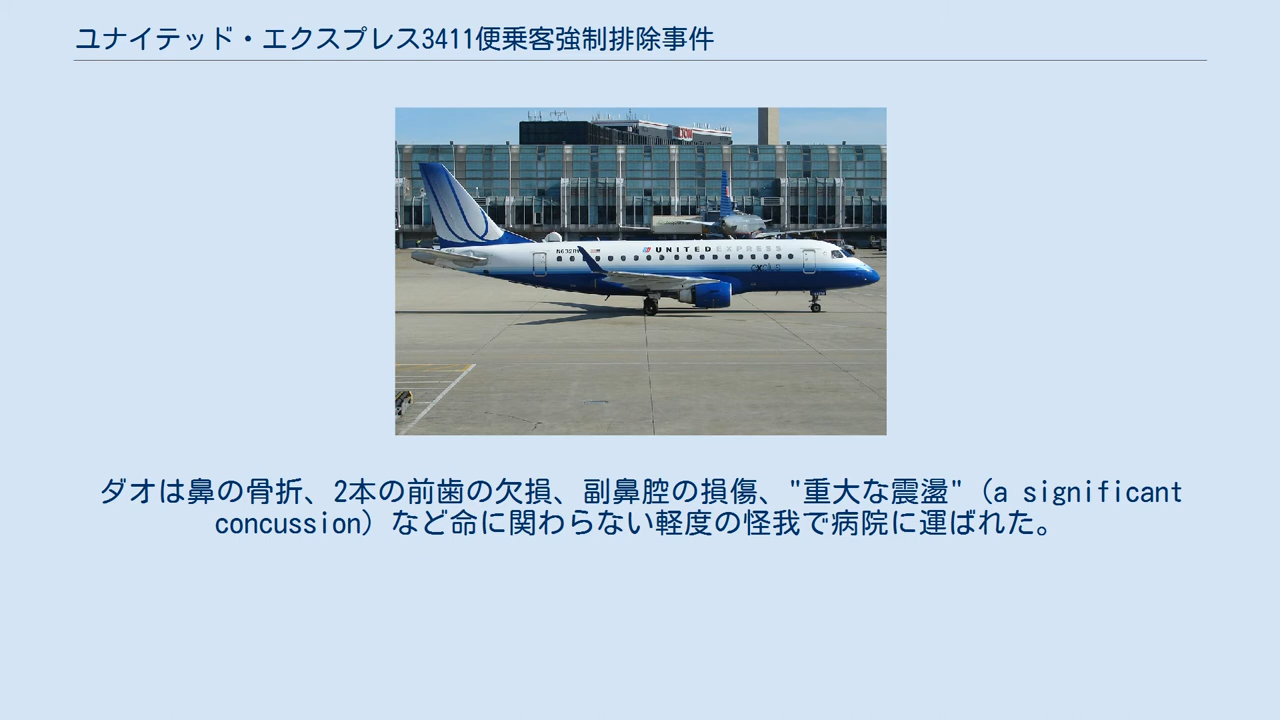 ユナイテッド・エクスプレス3411便乗客強制排除事件
UNITED EXPRESS
ダオは鼻の骨折、2本の前歯の欠損、副鼻腔の損傷、"重大な震盪"（a significant
concussion）など命に関わらない軽度の怪我で病院に運ばれた。